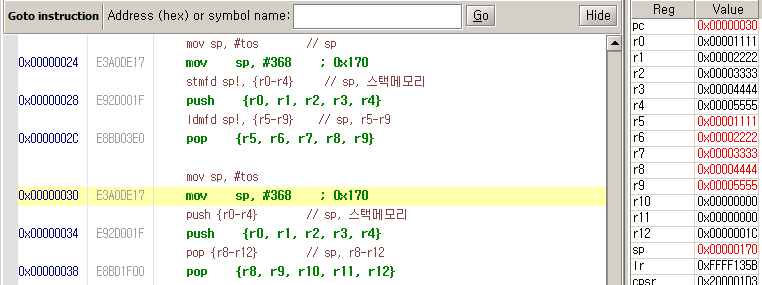 Goto instruction Address (hex) or symbol name: Go Hide
mov sp, #tos // sp
0x00000024 E3A0DE17 mov sp, #368 ; 0x170
stmfd sp!, {r0-r4} // sp, 스택메모리
0x00000028 E92D001F push {r0, r1, r2, r3, r4}
ldmfd sp!, {r5-r9} // sp, r5-r9
0x0000002C E8BD03E0 pop {r5, r6, r7, r8, r9}
mov sp, #tos
0x00000030 E3A0DE17 mov sp, #368 ; 0x170
push {r0-r4} // sp, 스택메모리
0x00000034 E92D001F push {r0, r1, r2, r3, r4}
pop {r8-r12} // sp, r8-r12
0x00000038 E8BD1F00 pop {r8, r9, r10, r11, r12}
Reg Value
pc 0x00000030
r0 0x00001111
r1 0x00002222
r2 0x00003333
r3 0x00004444
r4 0x00005555
r5 0x00001111
r6 0x00002222
r7 0x00003333
r8 0x00004444
r9 0x00005555
r10 0x00000000
r11 0x00000000
r12 0x0000001C
sp 0x00000170
lr 0xFFFF135B
cpsr 0x200001D3